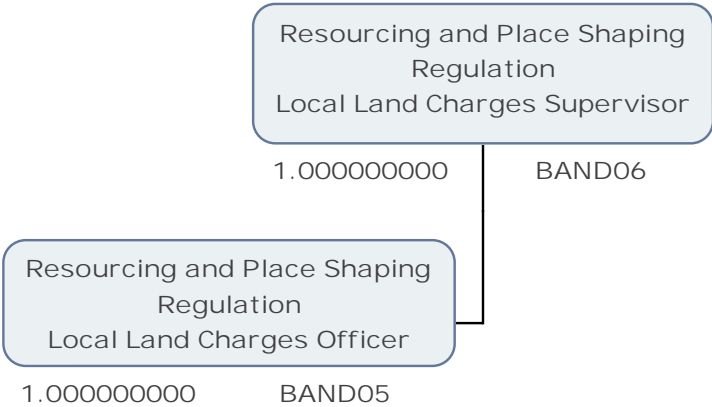 Resourcing and Place Shaping
Regulation
Local Land Charges Supervisor
1.000000000 BAND06
Resourcing and Place Shaping
Regulation
Local Land Charges Officer
1.000000000 BAND05